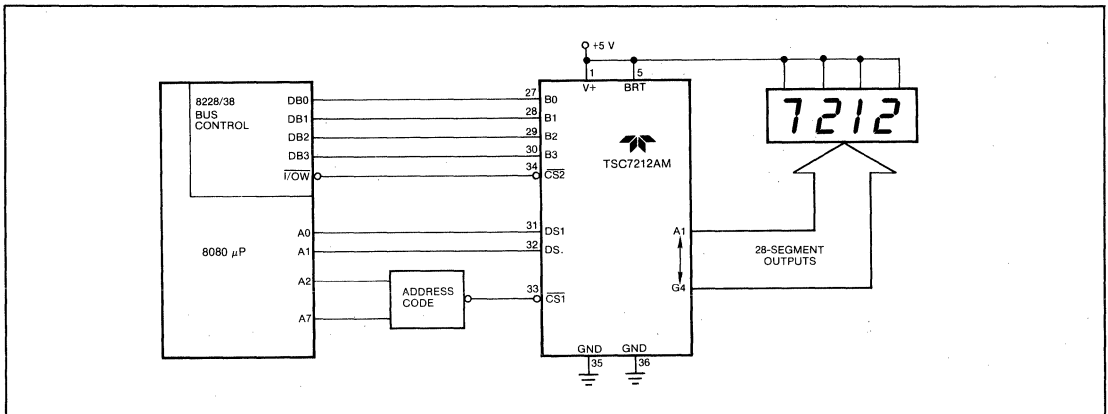 +5 V
1
5
V+
BRT
8228/38
BUS
CONTROL
DB0
DB1
DB2
DB3
I/OW
8080 µP
A0
A1
A2
A7
ADDRESS
CODE
27
28
29
30
34
31
32
33
B0
B1
B2
B3
CS2
DS1
DS.
CS1
TSC7212AM
A1
G4
GND
GND
35
36
28-SEGMENT
OUTPUTS
7212